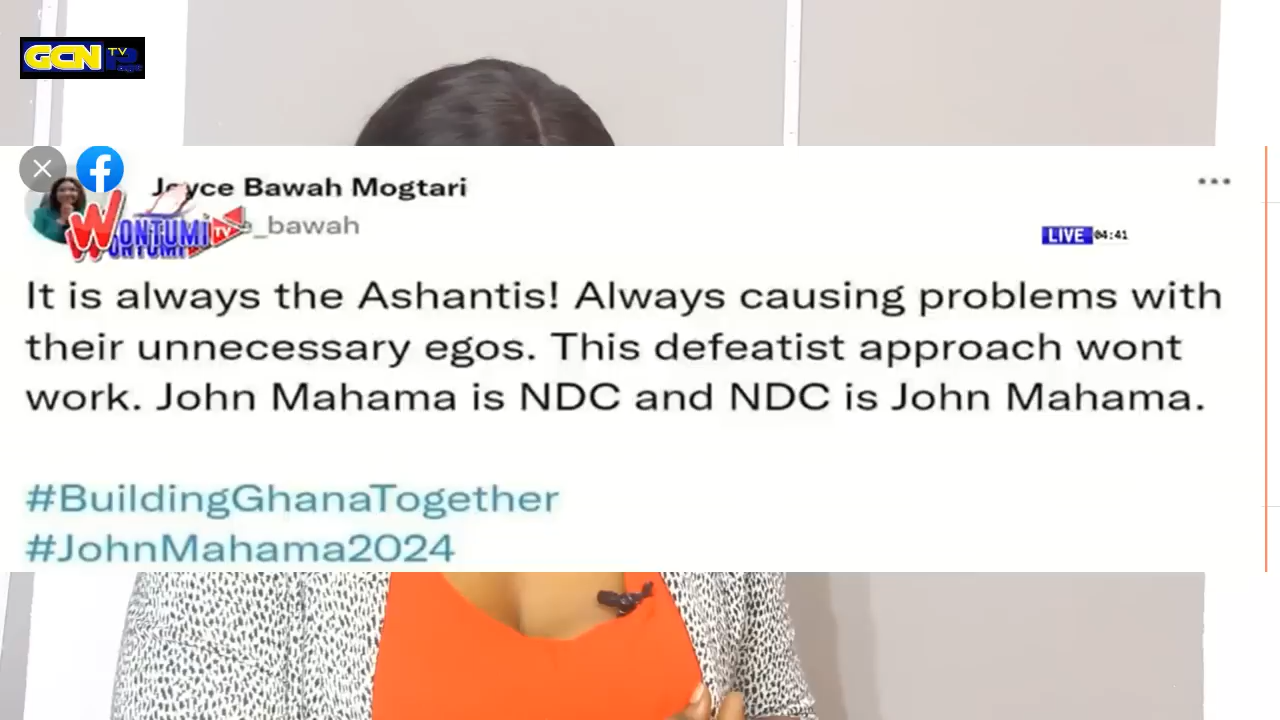 GCN TV
Joyce Bawah Mogtari
e_bawah
WONTUMI TV
LIVE 04:41
It is always the Ashantis! Always causing problems with
their unnecessary egos. This defeatist approach wont
work. John Mahama is NDC and NDC is John Mahama.
#BuildingGhanaTogether
#JohnMahama2024